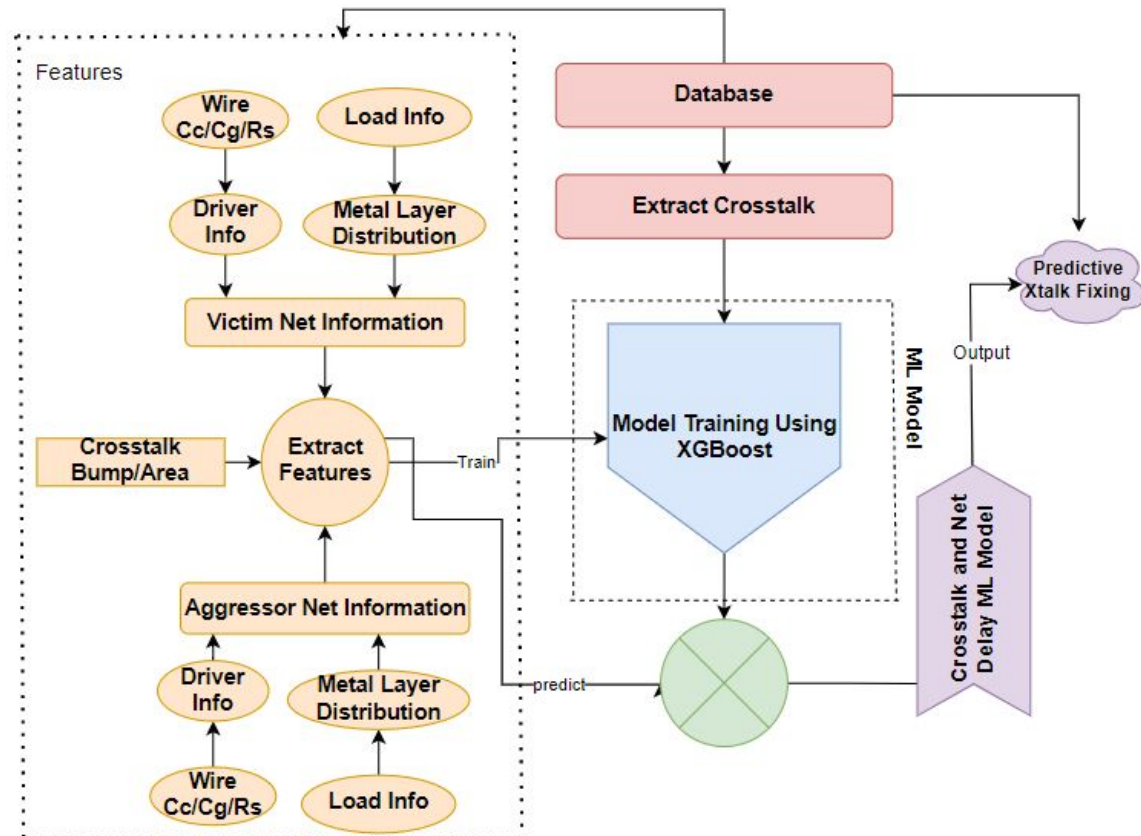 Features
Wire
Cc/Cg/Rs
Load Info
Driver
Info
Metal Layer
Distribution
Victim Net Information
Crosstalk
Bump/Area
Extract
Features
Aggressor Net Information
Driver
Info
Metal Layer
Distribution
Wire
Cc/Cg/Rs
Load Info
Train
predict
Database
Extract Crosstalk
Model Training Using
XGBoost
ML Model
Crosstalk and Net
Delay ML Model
Output
Predictive
Xtalk Fixing